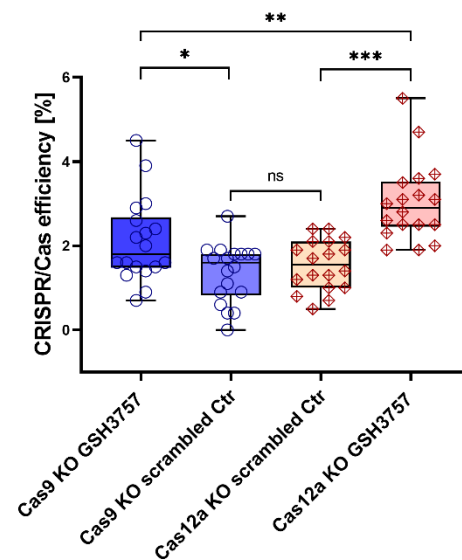 **
*
***
ns
CRISPR/Cas efficiency [%]
6
4
2
0
Cas9 KO GSH3757
Cas9 KO scrambled Ctr
Cas12a KO scrambled Ctr
Cas12a KO GSH3757